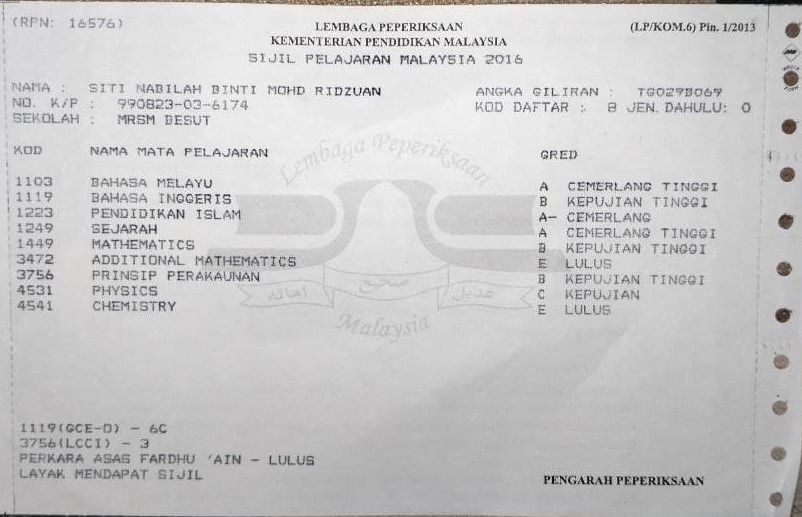 (RPN: 16576)
LEMBAGA PEPERIKSAAN
(LP/KOM.6) Pin. 1/2013
KEMENTERIAN PENDIDIKAN MALAYSIA
SIJIL PELAJARAN MALAYSIA 2016
NAMA : SITI NABILAH BINTI MOHD RIDZUAN ANGKA GILIRAN : TG029B069
NO. K/P : 990823-03-6174 KOD DAFTAR : 8 JEN. DAHULU: 0
SEKOLAH : MRSM BESUT
KOD NAMA MATA PELAJARAN GRED
1103 BAHASA MELAYU A CEMERLANG TINGGI
1119 BAHASA INGGERIS B KEPUJIAN TINGGI
1223 PENDIDIKAN ISLAM A- CEMERLANG
1249 SEJARAH A CEMERLANG TINGGI
1449 MATHEMATICS B KEPUJIAN TINGGI
3472 ADDITIONAL MATHEMATICS E LULUS
3756 PRINSIP PERAKAUNAN B KEPUJIAN TINGGI
4531 PHYSICS C KEPUJIAN
4541 CHEMISTRY E LULUS
Lembaga Peperiksaan
امانه صحيح عديل
Malaysia
1119(GCE-O) - 6C
3756(LCCI) - 3
PERKARA ASAS FARDHU 'AIN - LULUS
LAYAK MENDAPAT SIJIL
PENGARAH PEPERIKSAAN